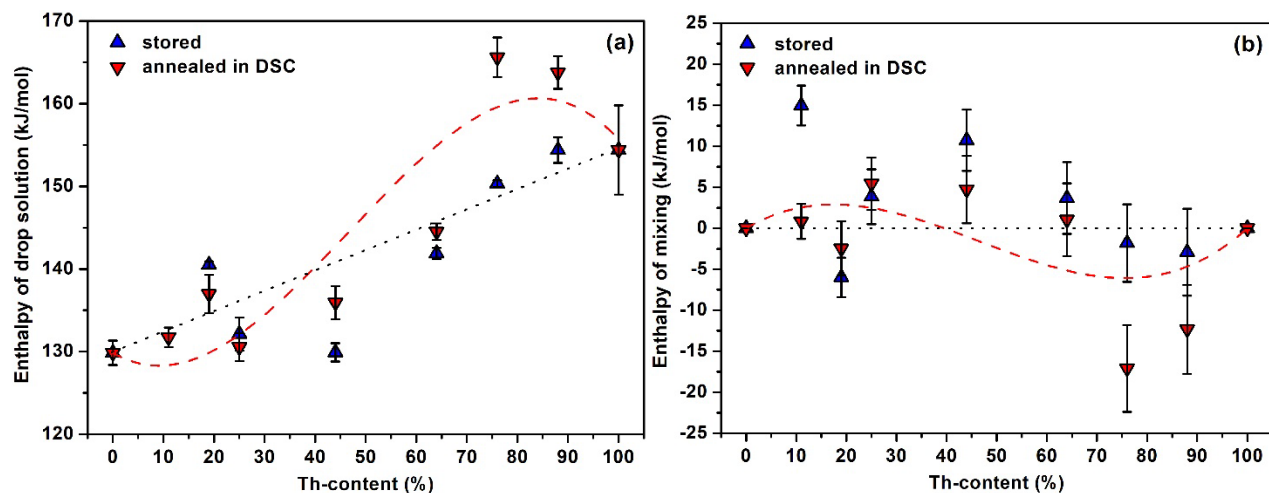 170
160
150
140
130
120
Enthalpy of drop solution (kJ/mol)
stored
annealed in DSC
(a)
0 10 20 30 40 50 60 70 80 90 100
Th-content (%)
25
20
15
10
5
0
-5
-10
-15
-20
-25
Enthalpy of mixing (kJ/mol)
stored
annealed in DSC
(b)
0 10 20 30 40 50 60 70 80 90 100
Th-content (%)